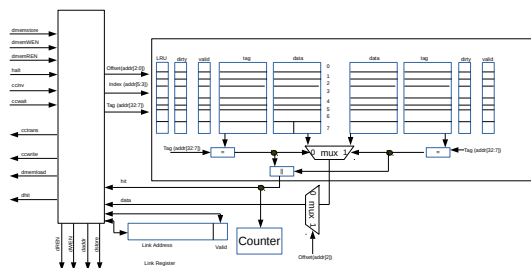 dmemstore
dmemWEN
dmemREN
halt
ccinv
ccwait
cctrans
ccwrite
dmemload
dhit
dREN
dWEN
daddr
dstore
Offset(addr[2:0])
Index (addr[5:3])
Tag (addr[32:7])
LRU dirty valid tag data data tag dirty valid
0
1
2
3
4
5
6
7
Tag (addr[32:7])
=
0 mux 1
=
Tag (addr[32:7])
||
hit
data
0 mux 1
Link Address Valid
Counter
Offset(addr[2])
Link Register